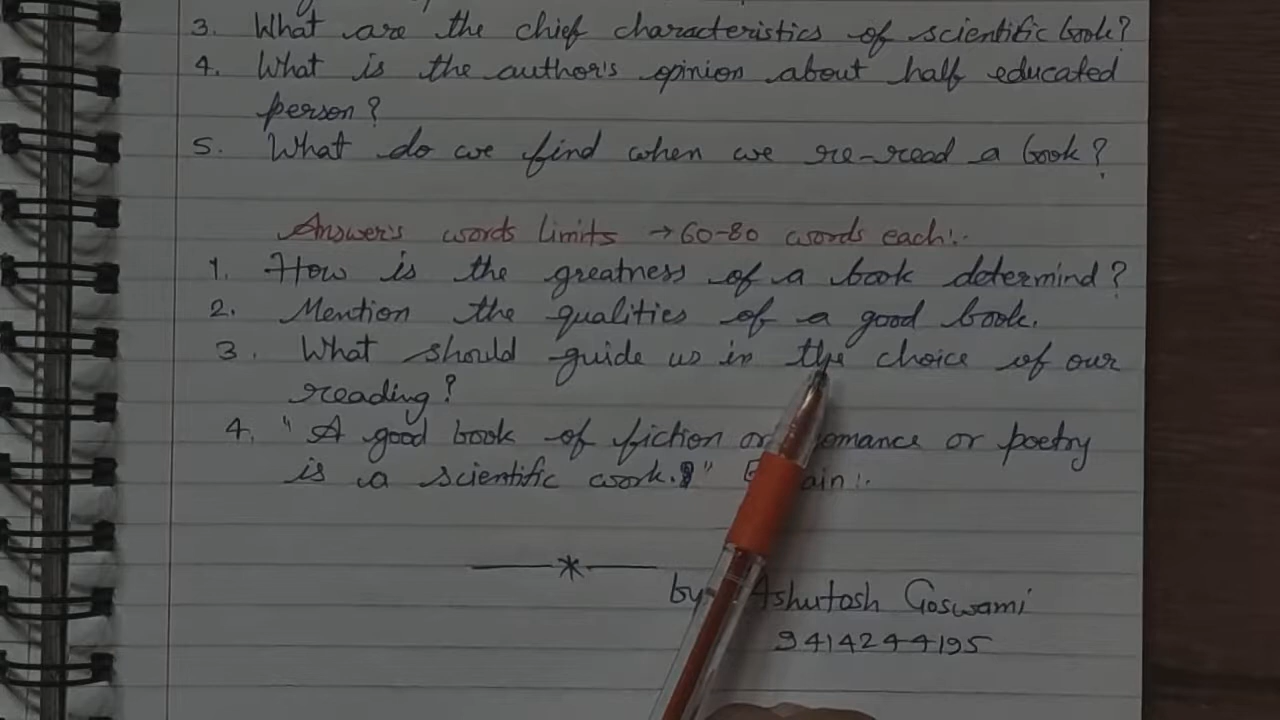 3. What are the chief characteristics of scientific book?
4. What is the author's opinion about half educated
person?
5. What do we find when we re-read a book?
Answer's words limits → 60-80 words each:.
1. How is the greatness of a book determind?
2. Mention the qualities of a good book.
3. What should guide us in the choice of our
reading?
4. "A good book of fiction or romance or poetry
is a scientific work."
by Ashutosh Goswami
9414244195